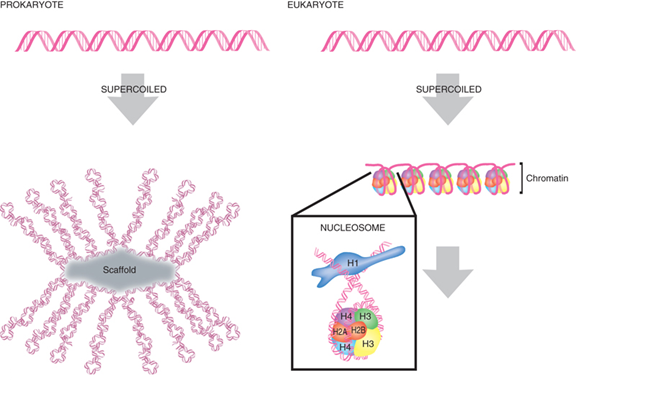 PROKARYOTE
EUKARYOTE
SUPERCOILED
SUPERCOILED
Chromatin
NUCLEOSOME
H1
Scaffold
H4 H3
H2A H2B
H4 H3